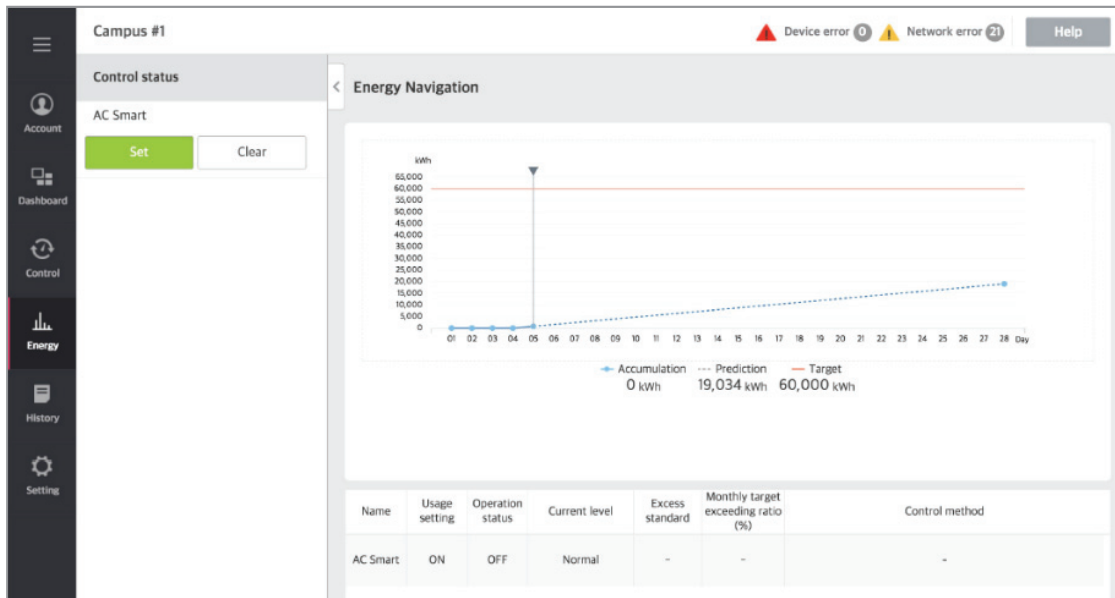 Campus #1
Device error 0
Network error 21
Help
Account
Dashboard
Control
Energy
History
Setting
Control status
AC Smart
Set
Clear
Energy Navigation
kWh
65,000
60,000
55,000
50,000
45,000
40,000
35,000
30,000
25,000
20,000
15,000
10,000
5,000
0
01 02 03 04 05 06 07 08 09 10 11 12 13 14 15 16 17 18 19 20 21 22 23 24 25 26 27 28 Day
Accumulation Prediction Target
0 kWh 19,034 kWh 60,000 kWh
Name
Usage
setting
Operation
status
Current level
Excess
standard
Monthly target
exceeding ratio
(%)
Control method
AC Smart ON OFF Normal - - -